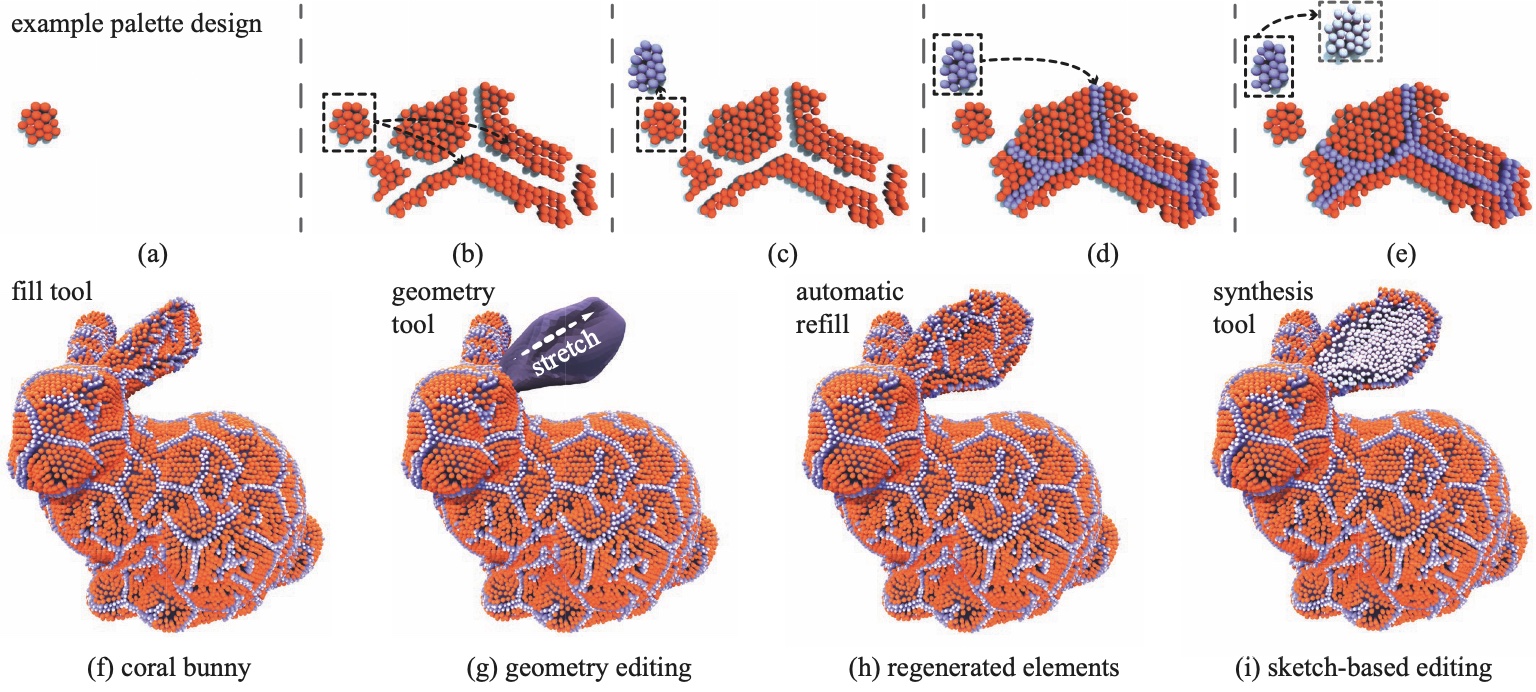 example palette design
(a)
(b)
(c)
(d)
(e)
fill tool
geometry
tool
stretch
automatic
refill
synthesis
tool
(f) coral bunny
(g) geometry editing
(h) regenerated elements
(i) sketch-based editing